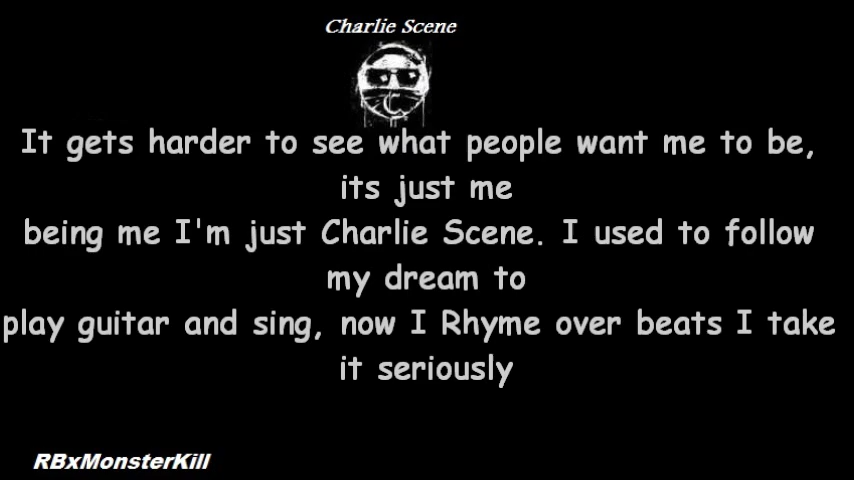 Charlie Scene
It gets harder to see what people want me to be,
its just me
being me I'm just Charlie Scene. I used to follow
my dream to
play guitar and sing, now I Rhyme over beats I take
it seriously
RBxMonsterKill